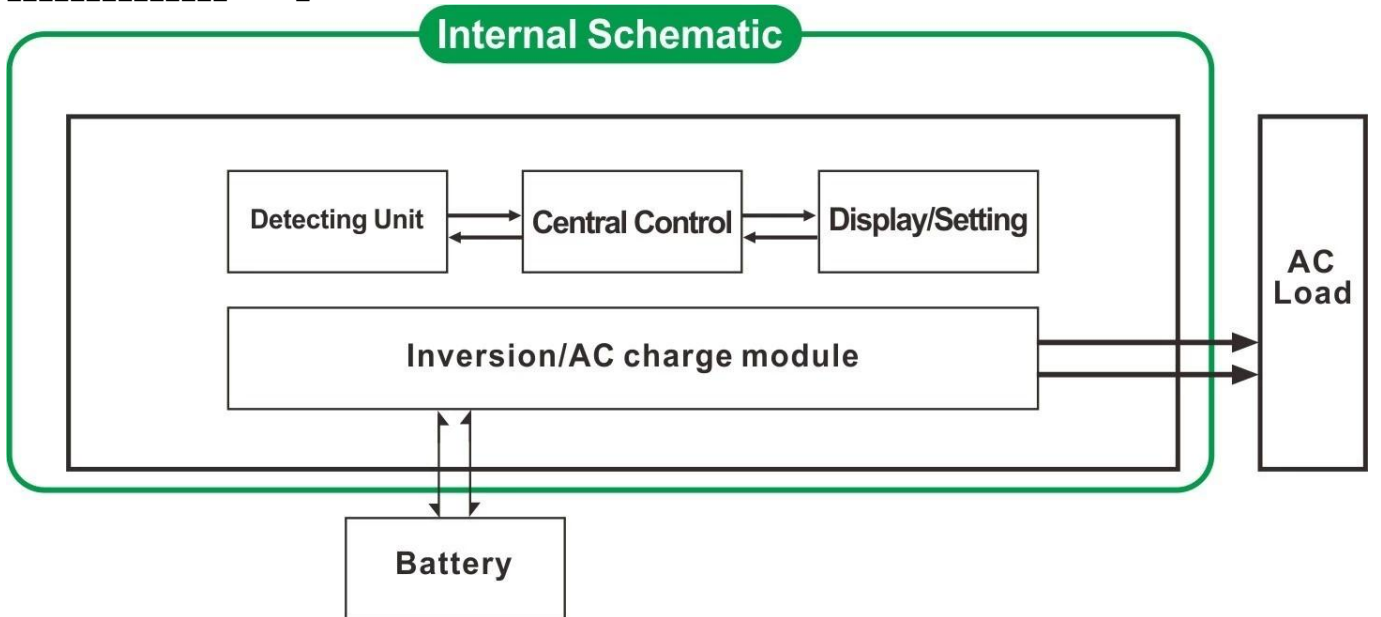 Internal Schematic
Detecting Unit
Central Control
Display/Setting
AC
Load
Inversion/AC charge module
Battery